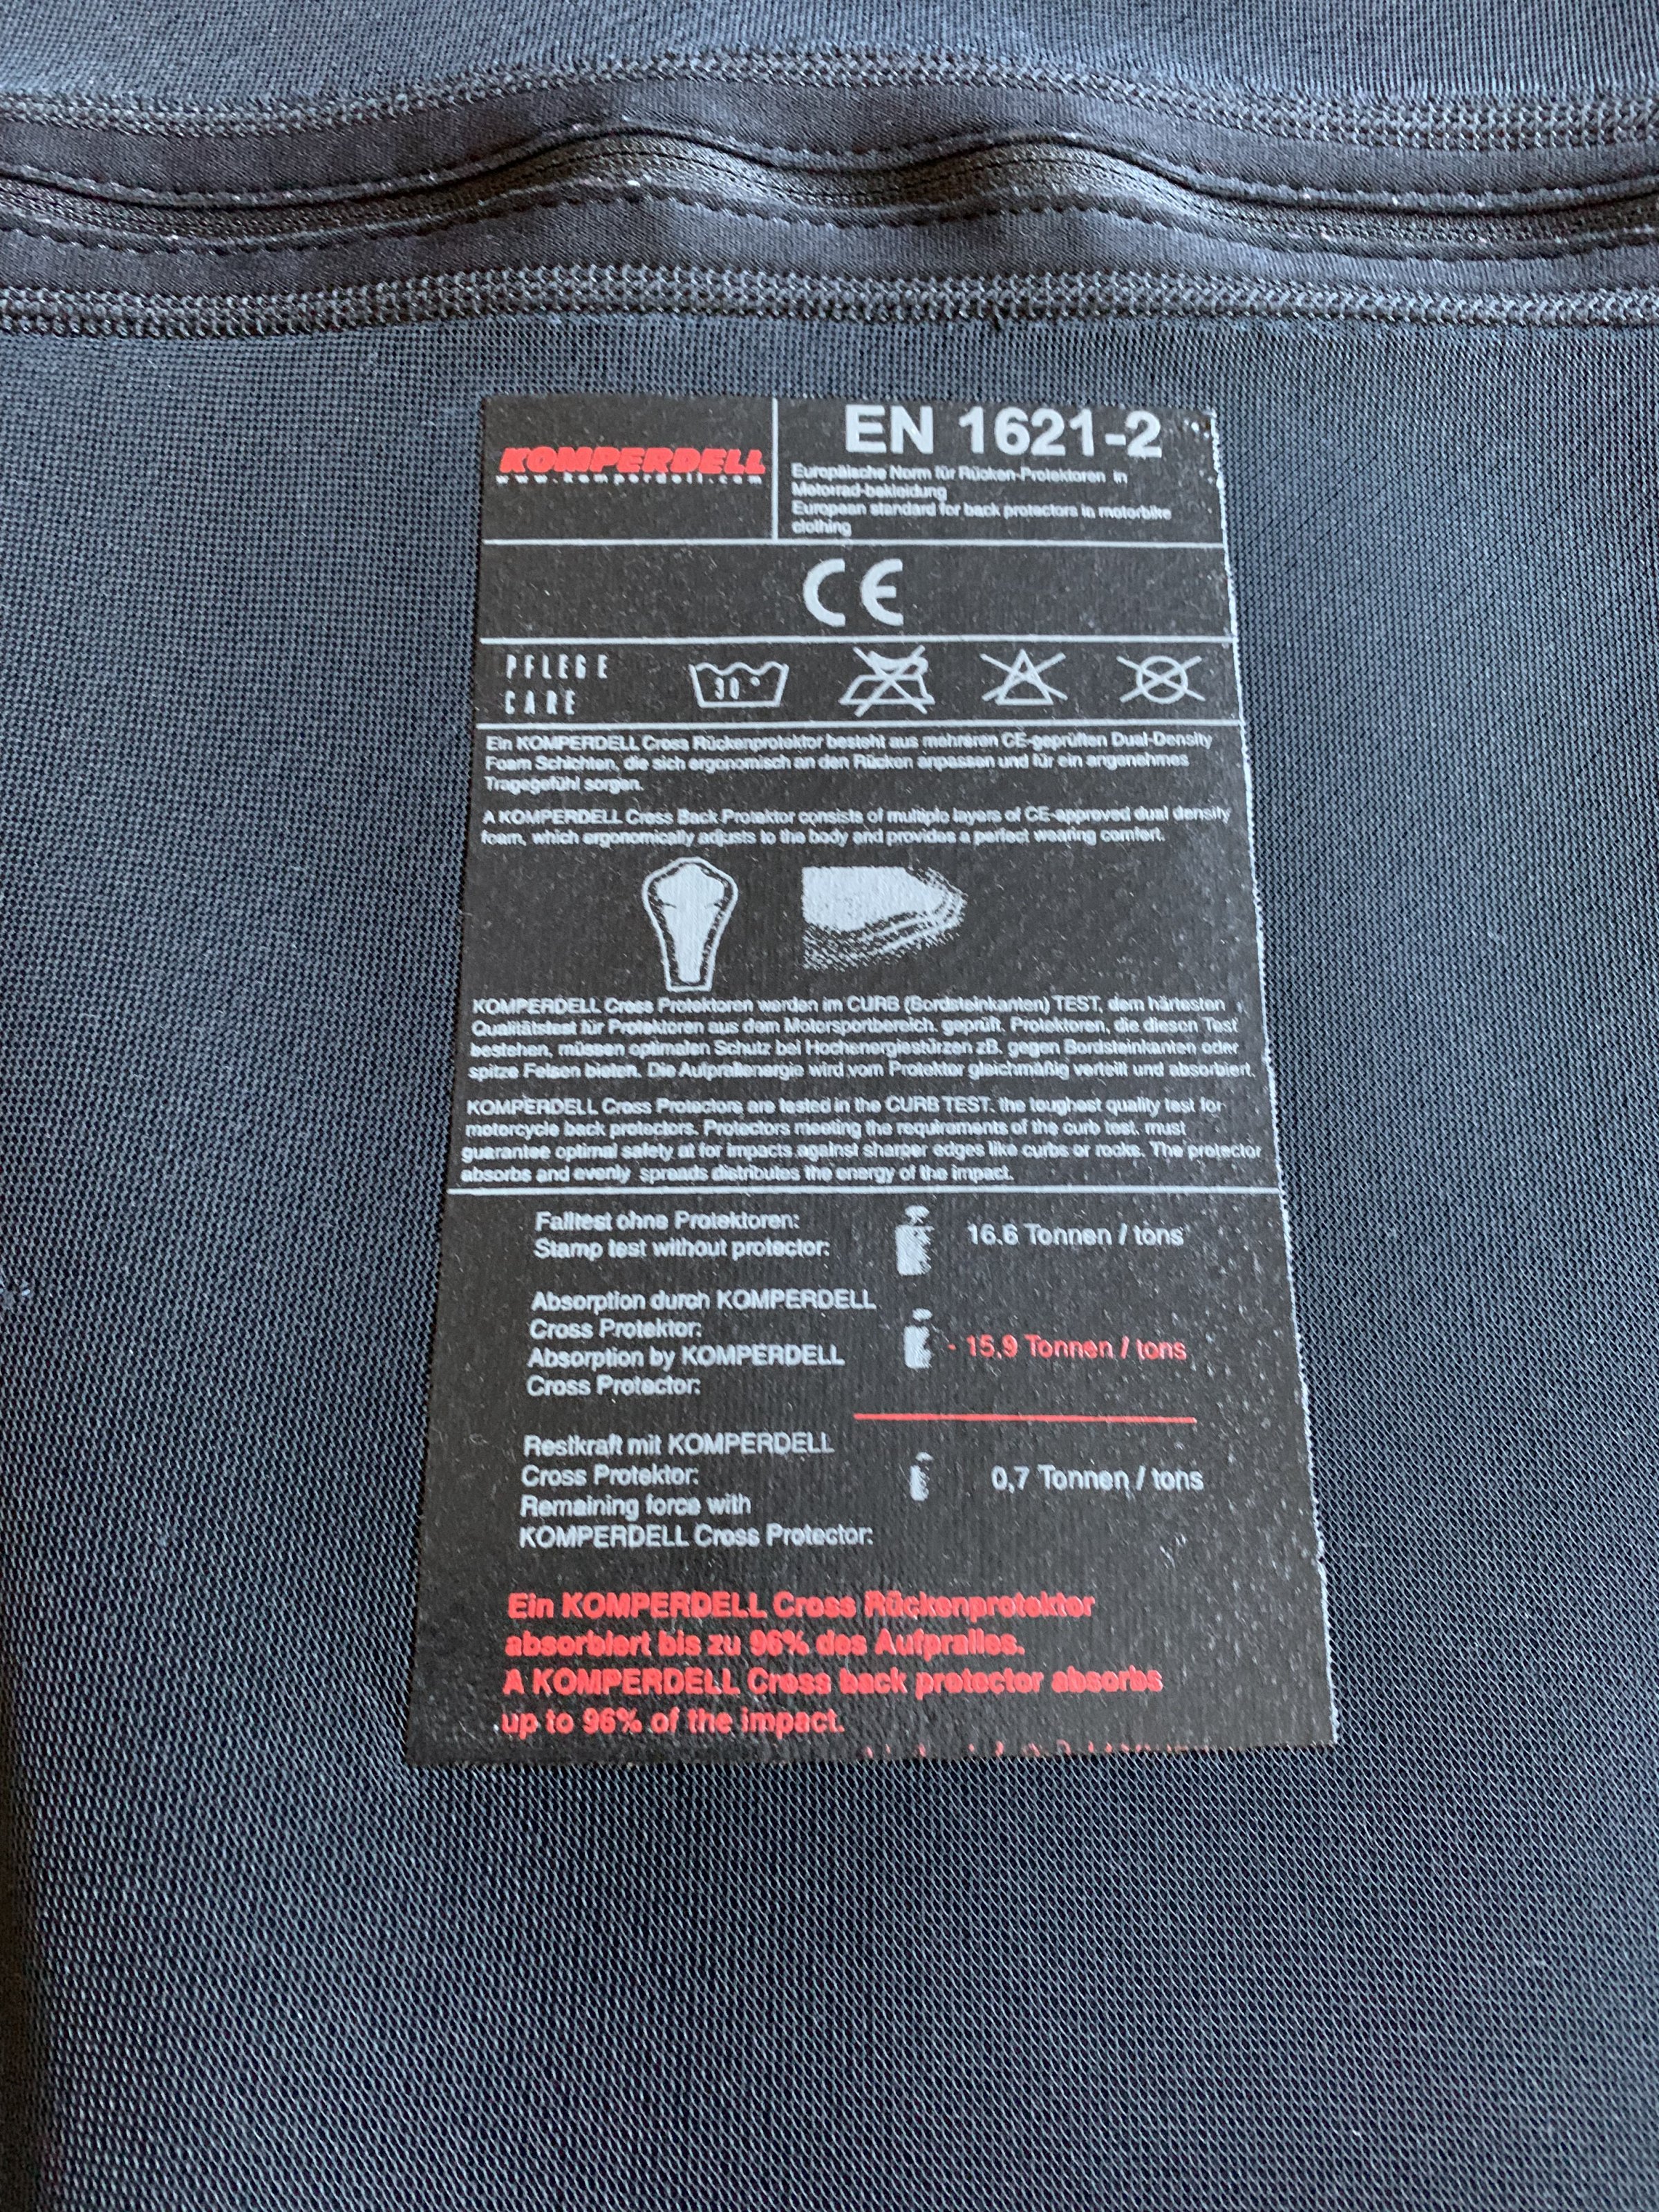 KOMPERDELL
www.komperdell.com
EN 1621-2
Europäische Norm für Rücken-Protektoren in
Motorrad-bekleidung
European standard for back protectors in motorbike
clothing
CE
PFLEGE
CARE
30°
Ein KOMPERDELL Cross Rückenprotektor besteht aus mehreren CE-geprüften Dual-Density
Foam Schichten, die sich ergonomisch an den Rücken anpassen und für ein angenehmes
Tragegefühl sorgen.
A KOMPERDELL Cross Back Protektor consists of multiple layers of CE-approved dual density
foam, which ergonomically adjusts to the body and provides a perfect wearing comfort.
KOMPERDELL Cross Protektoren werden im CURB (Bordsteinkanten) TEST, dem härtesten
Qualitätstest für Protektoren aus dem Motorsportbereich, geprüft. Protektoren, die diesen Test
bestehen, müssen optimalen Schutz bei Hochenergiestürzen zB. gegen Bordsteinkanten oder
spitze Felsen bieten. Die Aufprallenergie wird vom Protektor gleichmäßig verteilt und absorbiert.
KOMPERDELL Cross Protectors are tested in the CURB TEST, the toughest quality test for
motorcycle back protectors. Protectors meeting the requirements of the curb test, must
guarantee optimal safety at for impacts against sharper edges like curbs or rocks. The protector
absorbs and evenly spreads distributes the energy of the impact.
Falltest ohne Protektoren:
Stamp test without protector:
16.6 Tonnen / tons
Absorption durch KOMPERDELL
Cross Protektor:
Absorption by KOMPERDELL
Cross Protector:
- 15,9 Tonnen / tons
Restkraft mit KOMPERDELL
Cross Protektor:
Remaining force with
KOMPERDELL Cross Protector:
0,7 Tonnen / tons
Ein KOMPERDELL Cross Rückenprotektor
absorbiert bis zu 96% des Aufpralles.
A KOMPERDELL Cross back protector absorbs
up to 96% of the impact.